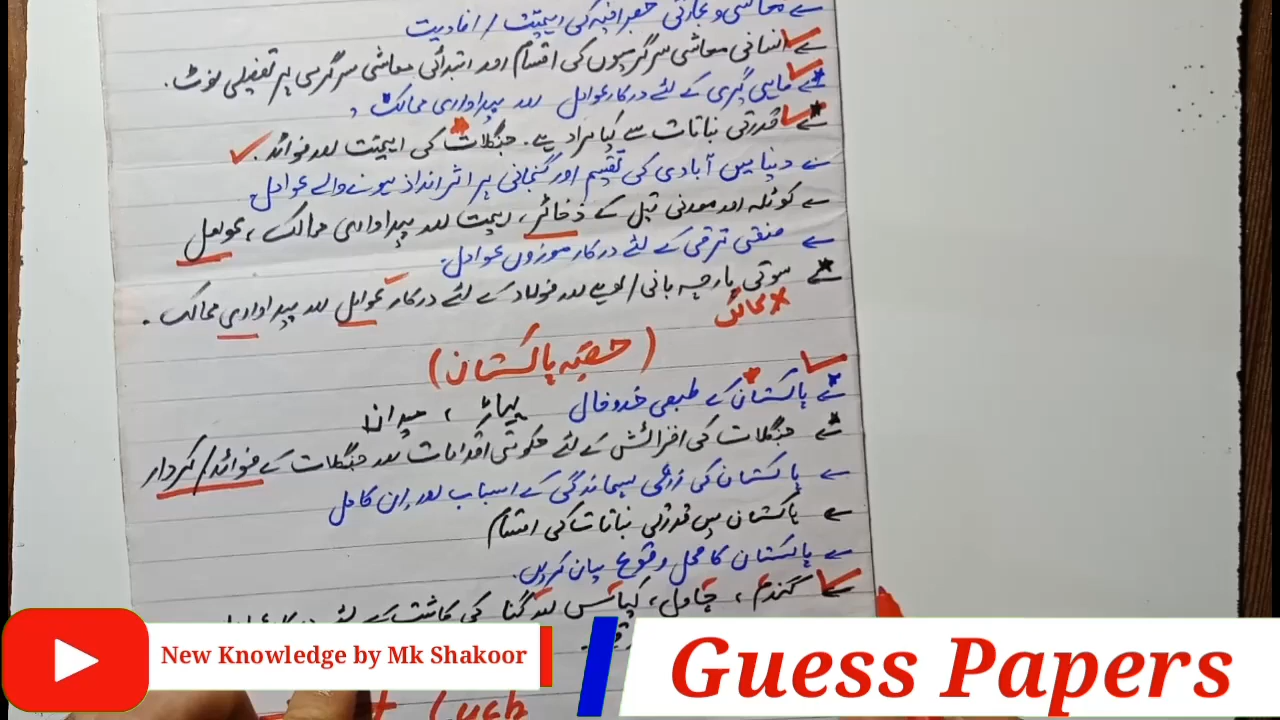 معاشی و تجارتی جغرافیہ کی اہمیت / افادیت
انسانی معاشی سرگرمیوں کی اقسام اور ابتدائی معاشی سرگرمی پر تفصیلی نوٹ۔
ماہی گیری کے لئے درکار عوامل اور پیداواری ممالک
قدرتی نباتات سے کیا مراد ہے۔ جنگلات کی اہمیت اور فوائد۔
دنیا میں آبادی کی تقسیم اور گنجانی پر اثر انداز ہونے والے عوامل
کوئلہ اور معدنی تیل کے ذخائر، اہمیت اور پیداواری ممالک، عوامل
صنعتی ترقی کے لئے درکار موزوں عوامل۔
سوتی پارچہ بافی / لوہے اور فولاد کے لئے درکار عوامل اور پیداواری ممالک۔
(حصّہ پاکستان)
پاکستان کے طبعی خدوخال پہاڑ، میدان
جنگلات کی افزائش کے لئے حکومتی اقدامات اور جنگلات کے فوائد / کردار
پاکستان کی زرعی پسماندگی کے اسباب اور ان کا حل
پاکستان میں قدرتی نباتات کی اقسام
پاکستان کا محل وقوع بیان کریں۔
گندم، چاول، کپاس اور گنا کی کاشت کے لئے
New Knowledge by Mk Shakoor
Guess Papers